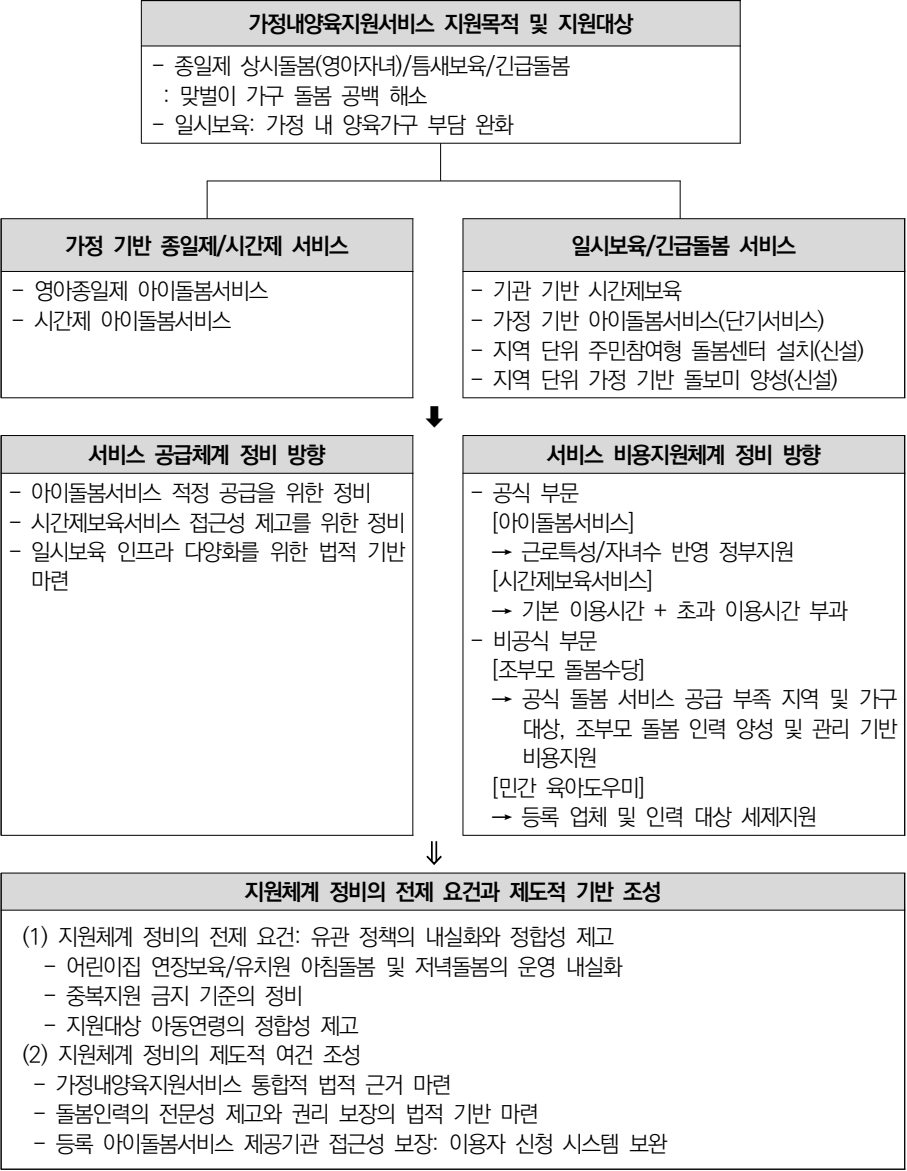 가정내양육지원서비스 지원목적 및 지원대상
- 종일제 상시돌봄(영아자녀)/틈새보육/긴급돌봄
: 맞벌이 가구 돌봄 공백 해소
- 일시보육: 가정 내 양육가구 부담 완화
가정 기반 종일제/시간제 서비스
- 영아종일제 아이돌봄서비스
- 시간제 아이돌봄서비스
일시보육/긴급돌봄 서비스
- 기관 기반 시간제보육
- 가정 기반 아이돌봄서비스(단기서비스)
- 지역 단위 주민참여형 돌봄센터 설치(신설)
- 지역 단위 가정 기반 돌보미 양성(신설)
서비스 공급체계 정비 방향
- 아이돌봄서비스 적정 공급을 위한 정비
- 시간제보육서비스 접근성 제고를 위한 정비
- 일시보육 인프라 다양화를 위한 법적 기반
마련
서비스 비용지원체계 정비 방향
- 공식 부문
[아이돌봄서비스]
→ 근로특성/자녀수 반영 정부지원
[시간제보육서비스]
→ 기본 이용시간 + 초과 이용시간 부과
- 비공식 부문
[조부모 돌봄수당]
→ 공식 돌봄 서비스 공급 부족 지역 및 가구
대상, 조부모 돌봄 인력 양성 및 관리 기반
비용지원
[민간 육아도우미]
→ 등록 업체 및 인력 대상 세제지원
지원체계 정비의 전제 요건과 제도적 기반 조성
(1) 지원체계 정비의 전제 요건: 유관 정책의 내실화와 정합성 제고
- 어린이집 연장보육/유치원 아침돌봄 및 저녁돌봄의 운영 내실화
- 중복지원 금지 기준의 정비
- 지원대상 아동연령의 정합성 제고
(2) 지원체계 정비의 제도적 여건 조성
- 가정내양육지원서비스 통합적 법적 근거 마련
- 돌봄인력의 전문성 제고와 권리 보장의 법적 기반 마련
- 등록 아이돌봄서비스 제공기관 접근성 보장: 이용자 신청 시스템 보완